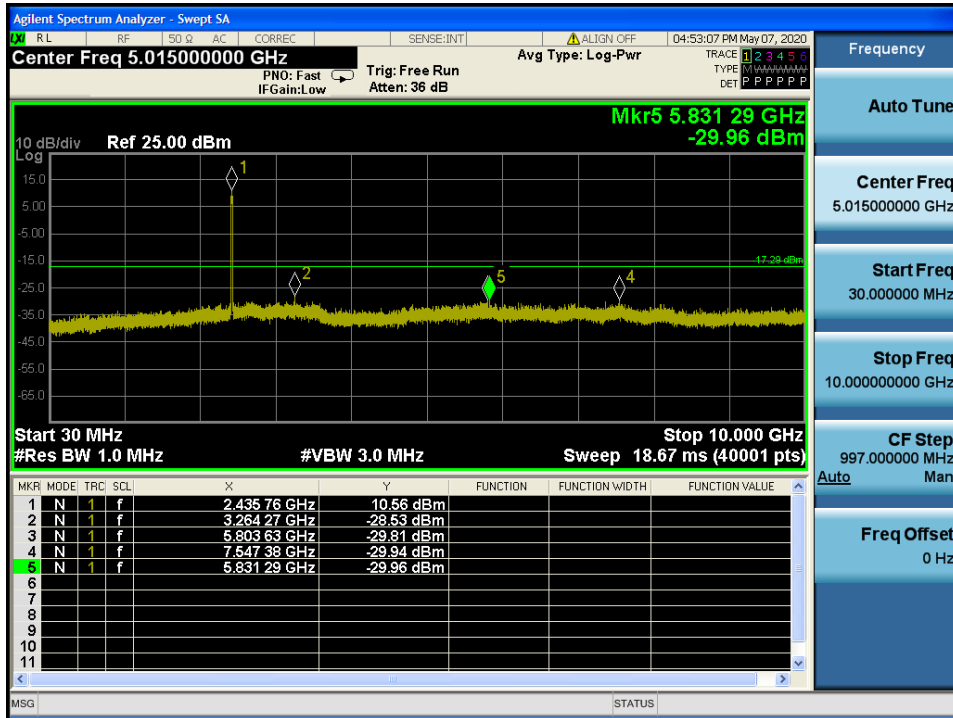 Agilent Spectrum Analyzer - Swept SA
LXI RL RF 50 Ω AC CORREC SENSE:INT ALIGN OFF 04:53:07 PM May 07, 2020
Center Freq 5.015000000 GHz
PNO: Fast
IFGain:Low
Trig: Free Run
Atten: 36 dB
Avg Type: Log-Pwr
TRACE 1 2 3 4 5 6
TYPE M WWWWW
DET P P P P P P
Mkr5 5.831 29 GHz
-29.96 dBm
10 dB/div Ref 25.00 dBm
Log
15.0
5.00
-5.00
-15.0
-25.0
-35.0
-45.0
-55.0
-65.0
1
2
5
4
-17.29 dBm
Start 30 MHz Stop 10.000 GHz
#Res BW 1.0 MHz #VBW 3.0 MHz Sweep 18.67 ms (40001 pts)
MKR MODE TRC SCL X Y FUNCTION FUNCTION WIDTH FUNCTION VALUE
1 N 1 f 2.435 76 GHz 10.56 dBm
2 N 1 f 3.264 27 GHz -28.53 dBm
3 N 1 f 5.803 63 GHz -29.81 dBm
4 N 1 f 7.547 38 GHz -29.94 dBm
5 N 1 f 5.831 29 GHz -29.96 dBm
6
7
8
9
10
11
MSG STATUS
Frequency
Auto Tune
Center Freq
5.015000000 GHz
Start Freq
30.000000 MHz
Stop Freq
10.000000000 GHz
CF Step
997.000000 MHz
Auto Man
Freq Offset
0 Hz